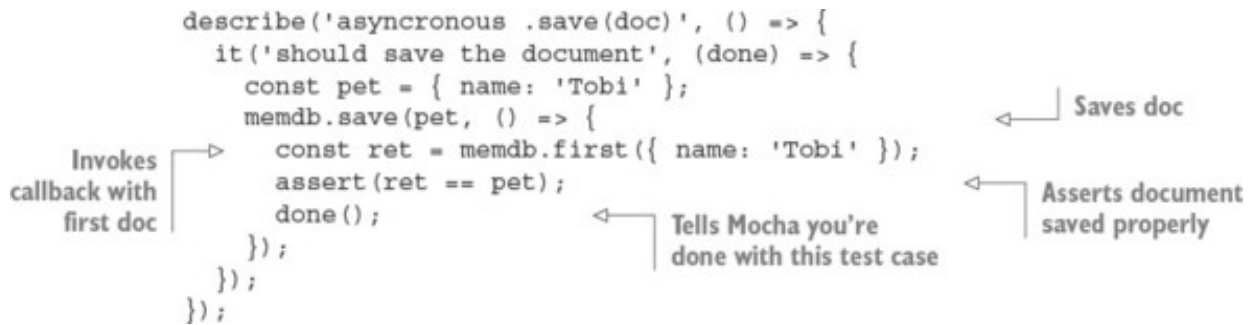 describe('asyncronous .save(doc)', () => {
it('should save the document', (done) => {
const pet = { name: 'Tobi' };
memdb.save(pet, () => {
Saves doc
const ret = memdb.first({ name: 'Tobi' });
Invokes
callback with
first doc
assert(ret == pet);
Asserts document
saved properly
done();
Tells Mocha you're
done with this test case
});
});
});